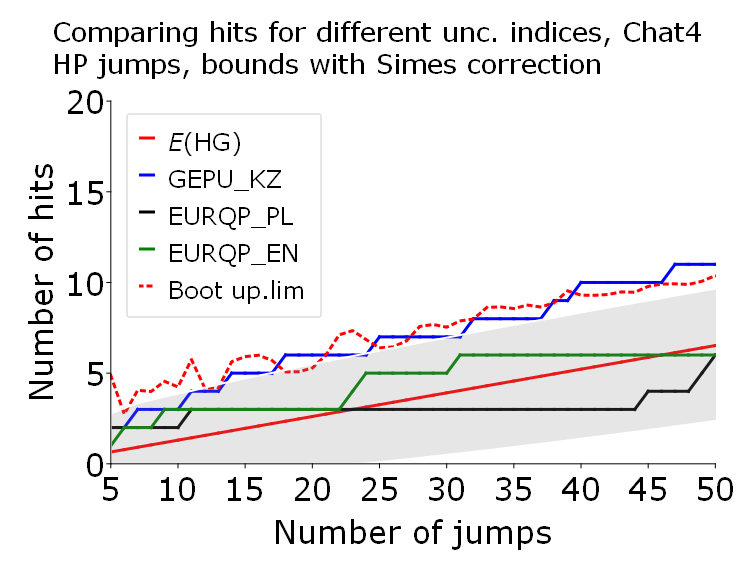 Comparing hits for different unc. indices, Chat4
HP jumps, bounds with Simes correction
Number of hits
20
15
10
5
0
E(HG)
GEPU_KZ
EURQP_PL
EURQP_EN
Boot up.lim
5 10 15 20 25 30 35 40 45 50
Number of jumps